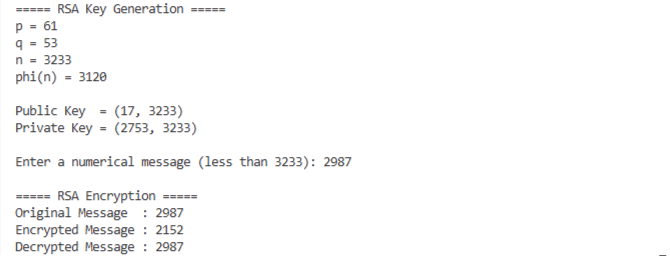 ===== RSA Key Generation =====
p = 61
q = 53
n = 3233
phi(n) = 3120
Public Key  = (17, 3233)
Private Key = (2753, 3233)
Enter a numerical message (less than 3233): 2987
===== RSA Encryption =====
Original Message  : 2987
Encrypted Message : 2152
Decrypted Message : 2987